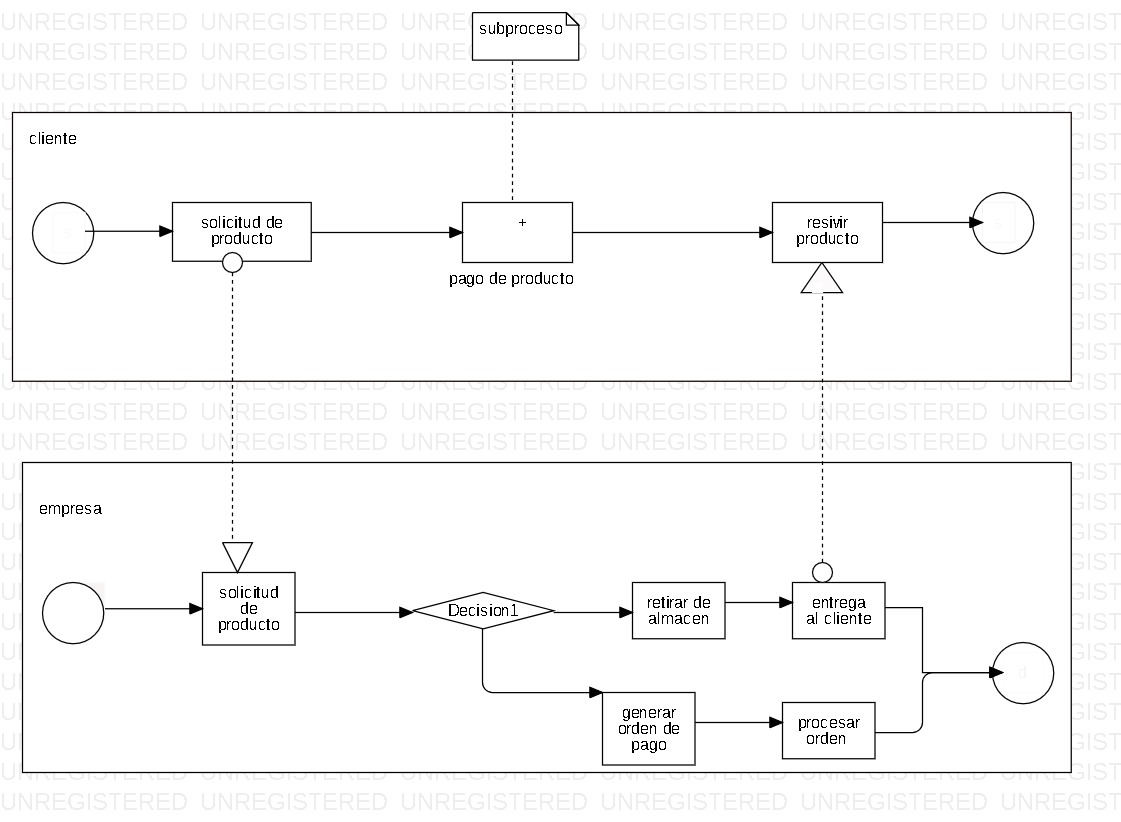 UNREGISTERED UNREGISTERED UNREGISTERED UNREGISTERED UNREGISTERED UNREGIST
subproceso
cliente
solicitud de
producto
+
pago de producto
resivir
producto
empresa
solicitud
de
producto
Decision1
retirar de
almacen
entrega
al cliente
generar
orden de
pago
procesar
orden